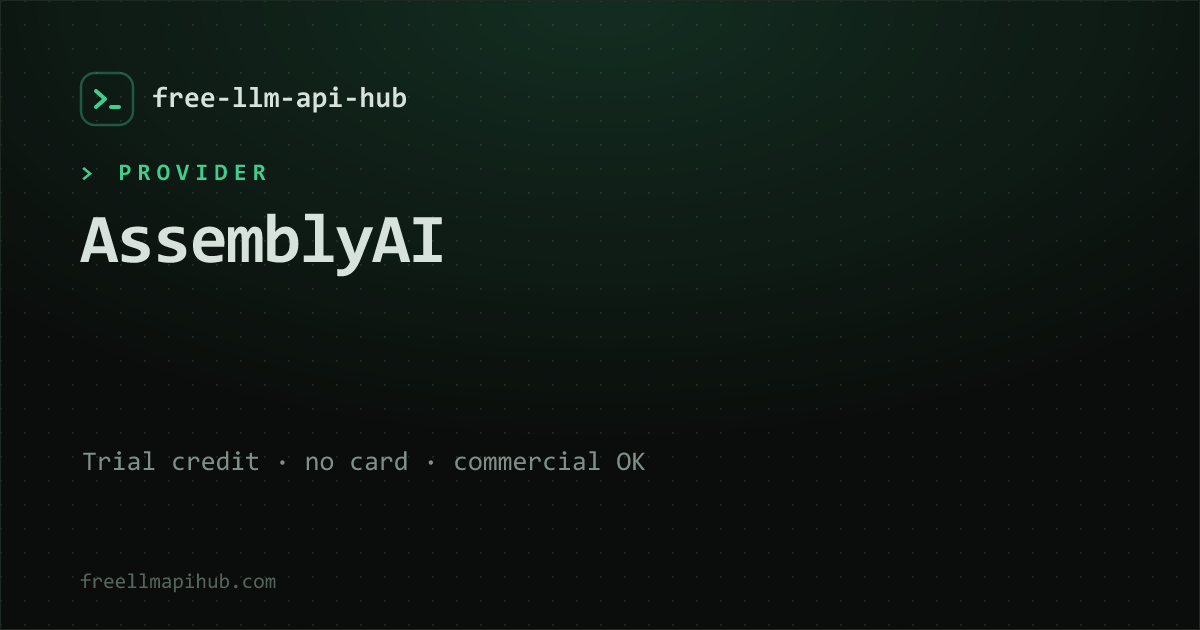 free-llm-api-hub
> PROVIDER
AssemblyAI
Trial credit · no card · commercial OK
freellmapihub.com